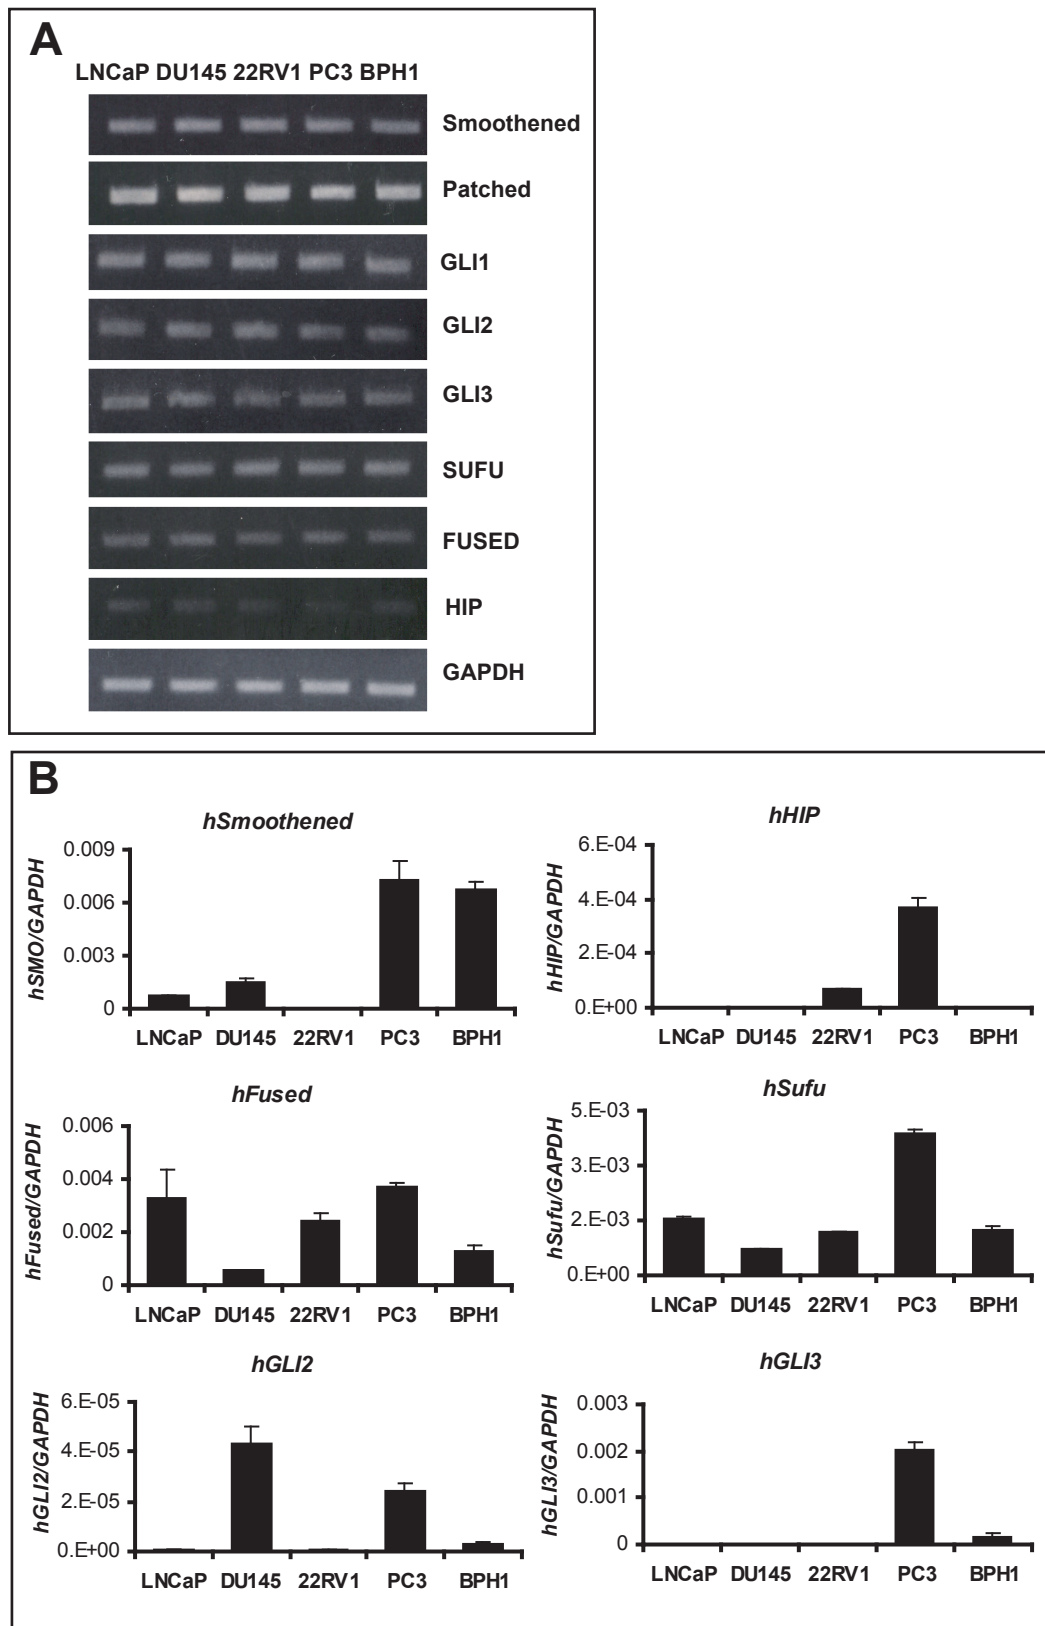 A
LNCaP DU145 22RV1 PC3 BPH1
Smoothened
Patched
GLI1
GLI2
GLI3
SUFU
FUSED
HIP
GAPDH
B
hSmoothened
hSMO/GAPDH
0.009
0.006
0.003
0
LNCaP DU145 22RV1 PC3 BPH1
hHIP
hHIP/GAPDH
6.E-04
4.E-04
2.E-04
0.E+00
LNCaP DU145 22RV1 PC3 BPH1
hFused
hFused/GAPDH
0.006
0.004
0.002
0
LNCaP DU145 22RV1 PC3 BPH1
hSufu
hSufu/GAPDH
5.E-03
3.E-03
2.E-03
0.E+00
LNCaP DU145 22RV1 PC3 BPH1
hGLI2
hGLI2/GAPDH
6.E-05
4.E-05
2.E-05
0.E+00
LNCaP DU145 22RV1 PC3 BPH1
hGLI3
hGLI3/GAPDH
0.003
0.002
0.001
0
LNCaP DU145 22RV1 PC3 BPH1